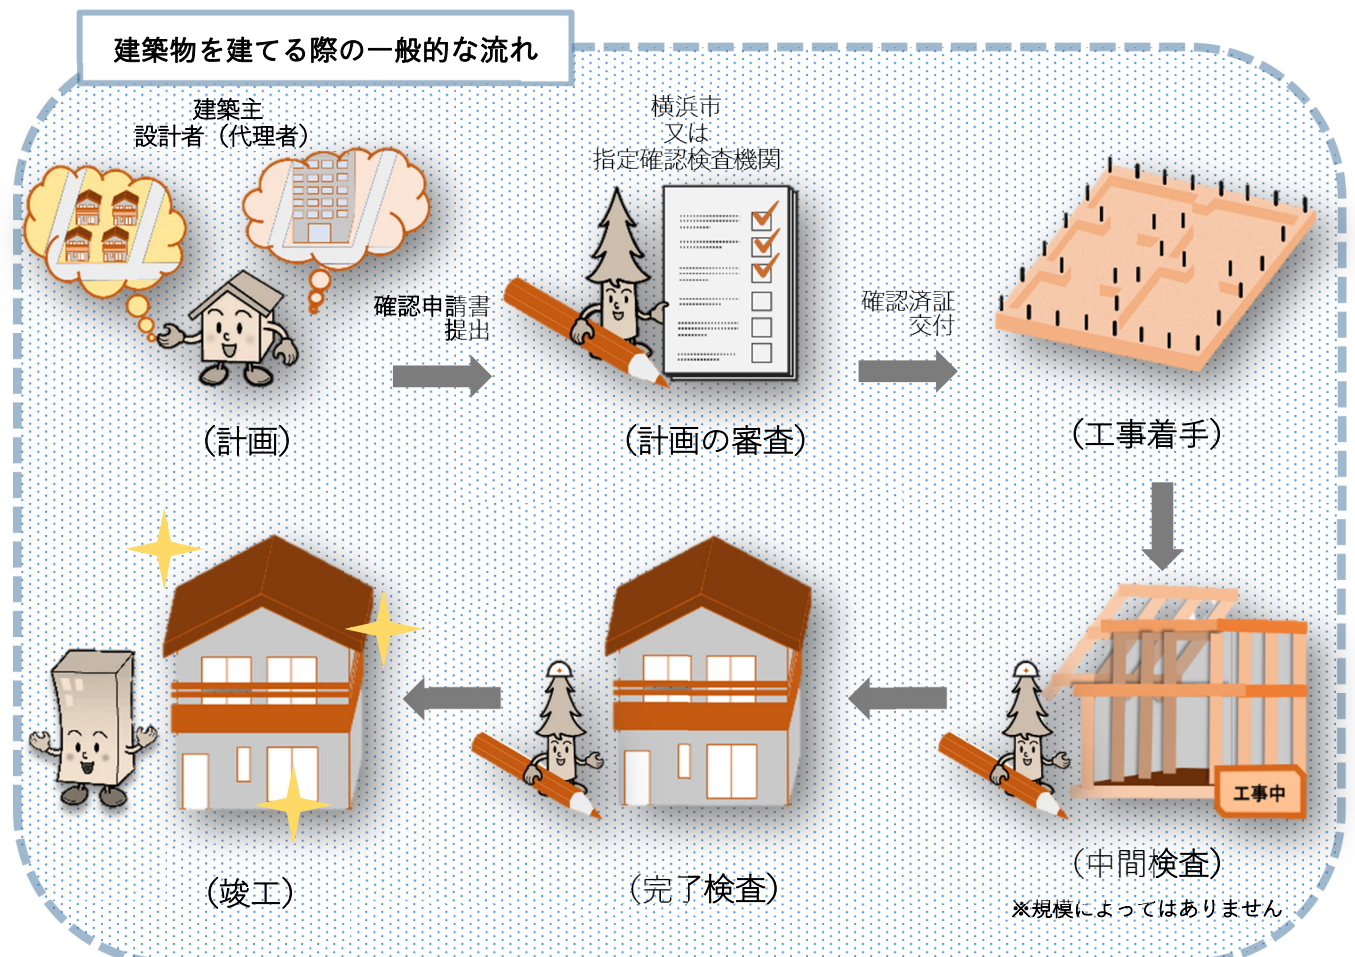 建築物を建てる際の一般的な流れ
建築主
設計者（代理者）
横浜市
又は
指定確認検査機関
確認申請書
提出
確認済証
交付
（計画）
（計画の審査）
（工事着手）
工事中
（中間検査）
※規模によってはありません
（完了検査）
（竣工）